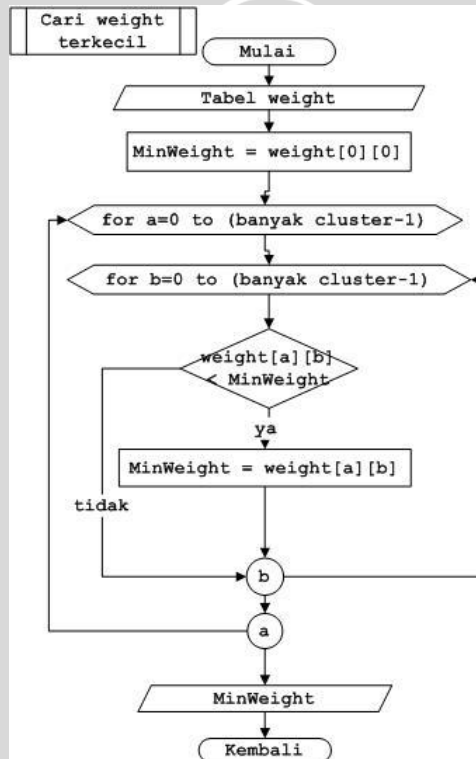 Cari weight
terkecil
Mulai
Tabel weight
MinWeight = weight[0][0]
for a=0 to (banyak cluster-1)
for b=0 to (banyak cluster-1)
weight[a][b]
< MinWeight
ya
MinWeight = weight[a][b]
tidak
b
a
MinWeight
Kembali